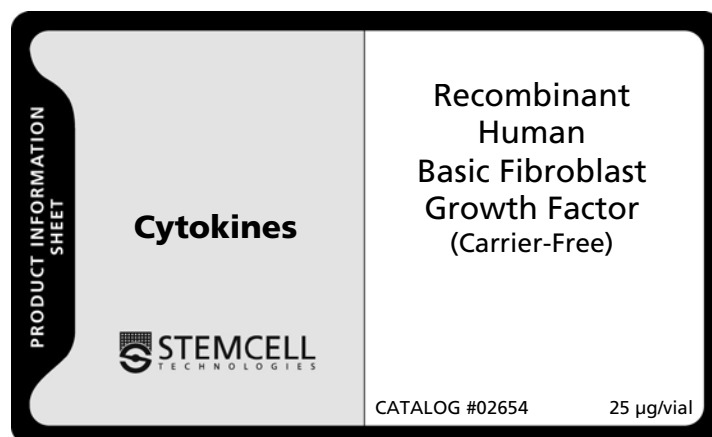 PRODUCT INFORMATION
SHEET
Cytokines
STEMCELL
TECHNOLOGIES
Recombinant
Human
Basic Fibroblast
Growth Factor
(Carrier-Free)
CATALOG #02654 25 µg/vial